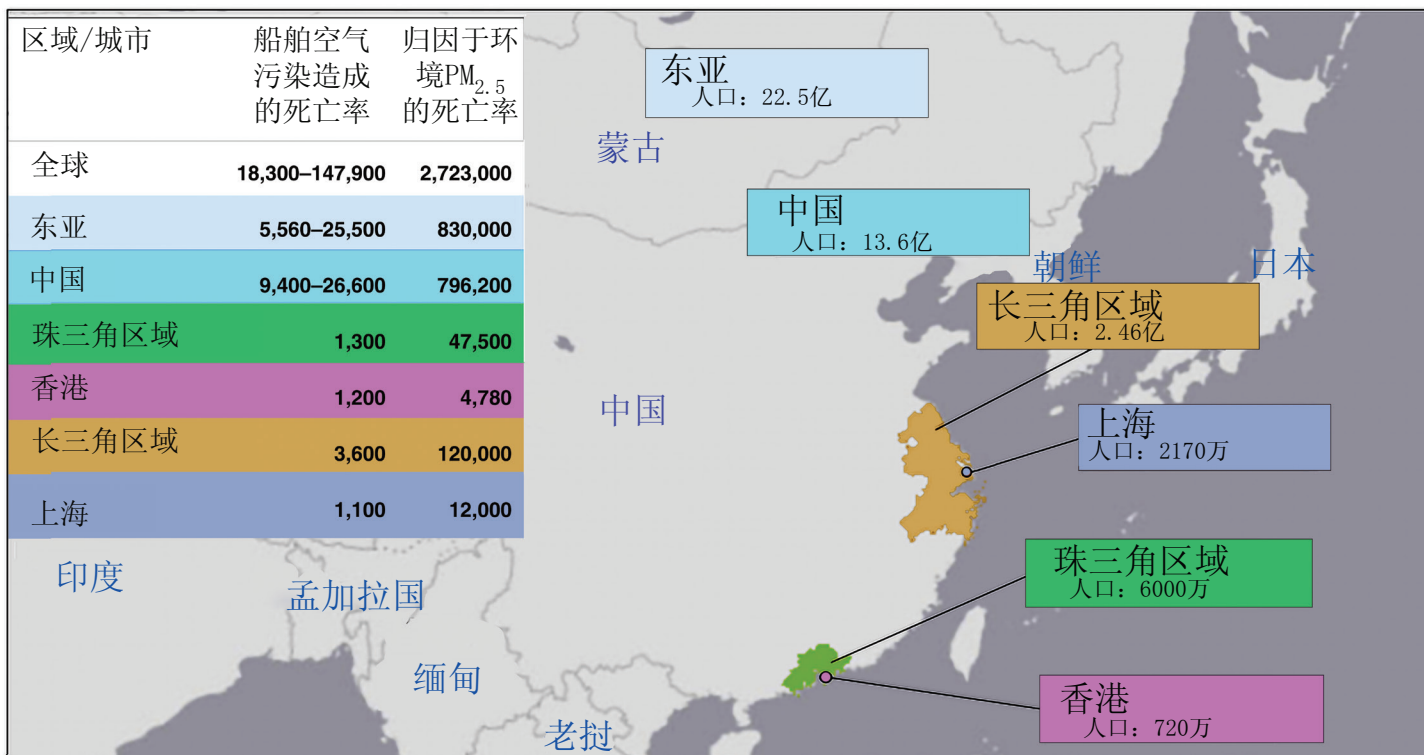 区域/城市 船舶空气污染造成的死亡率 归因于环境PM2.5的死亡率
全球 18,300–147,900 2,723,000
东亚 5,560–25,500 830,000
中国 9,400–26,600 796,200
珠三角区域 1,300 47,500
香港 1,200 4,780
长三角区域 3,600 120,000
上海 1,100 12,000
东亚
人口：22.5亿
蒙古
中国
人口：13.6亿
朝鲜
日本
长三角区域
人口：2.46亿
中国
上海
人口：2170万
珠三角区域
人口：6000万
印度
孟加拉国
缅甸
老挝
香港
人口：720万